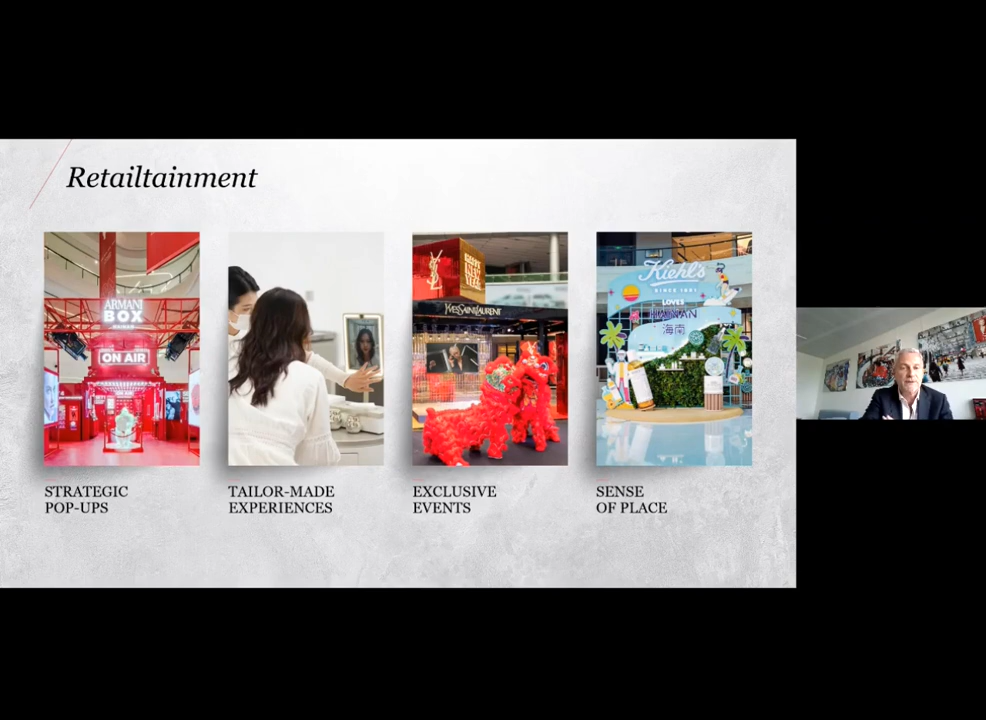 Retailtainment
ARMANI
BOX
ON AIR
YSL
YVES SAINT LAURENT
Kiehl's
SINCE 1851
LOVES
HAINAN
海南
STRATEGIC
POP-UPS
TAILOR-MADE
EXPERIENCES
EXCLUSIVE
EVENTS
SENSE
OF PLACE